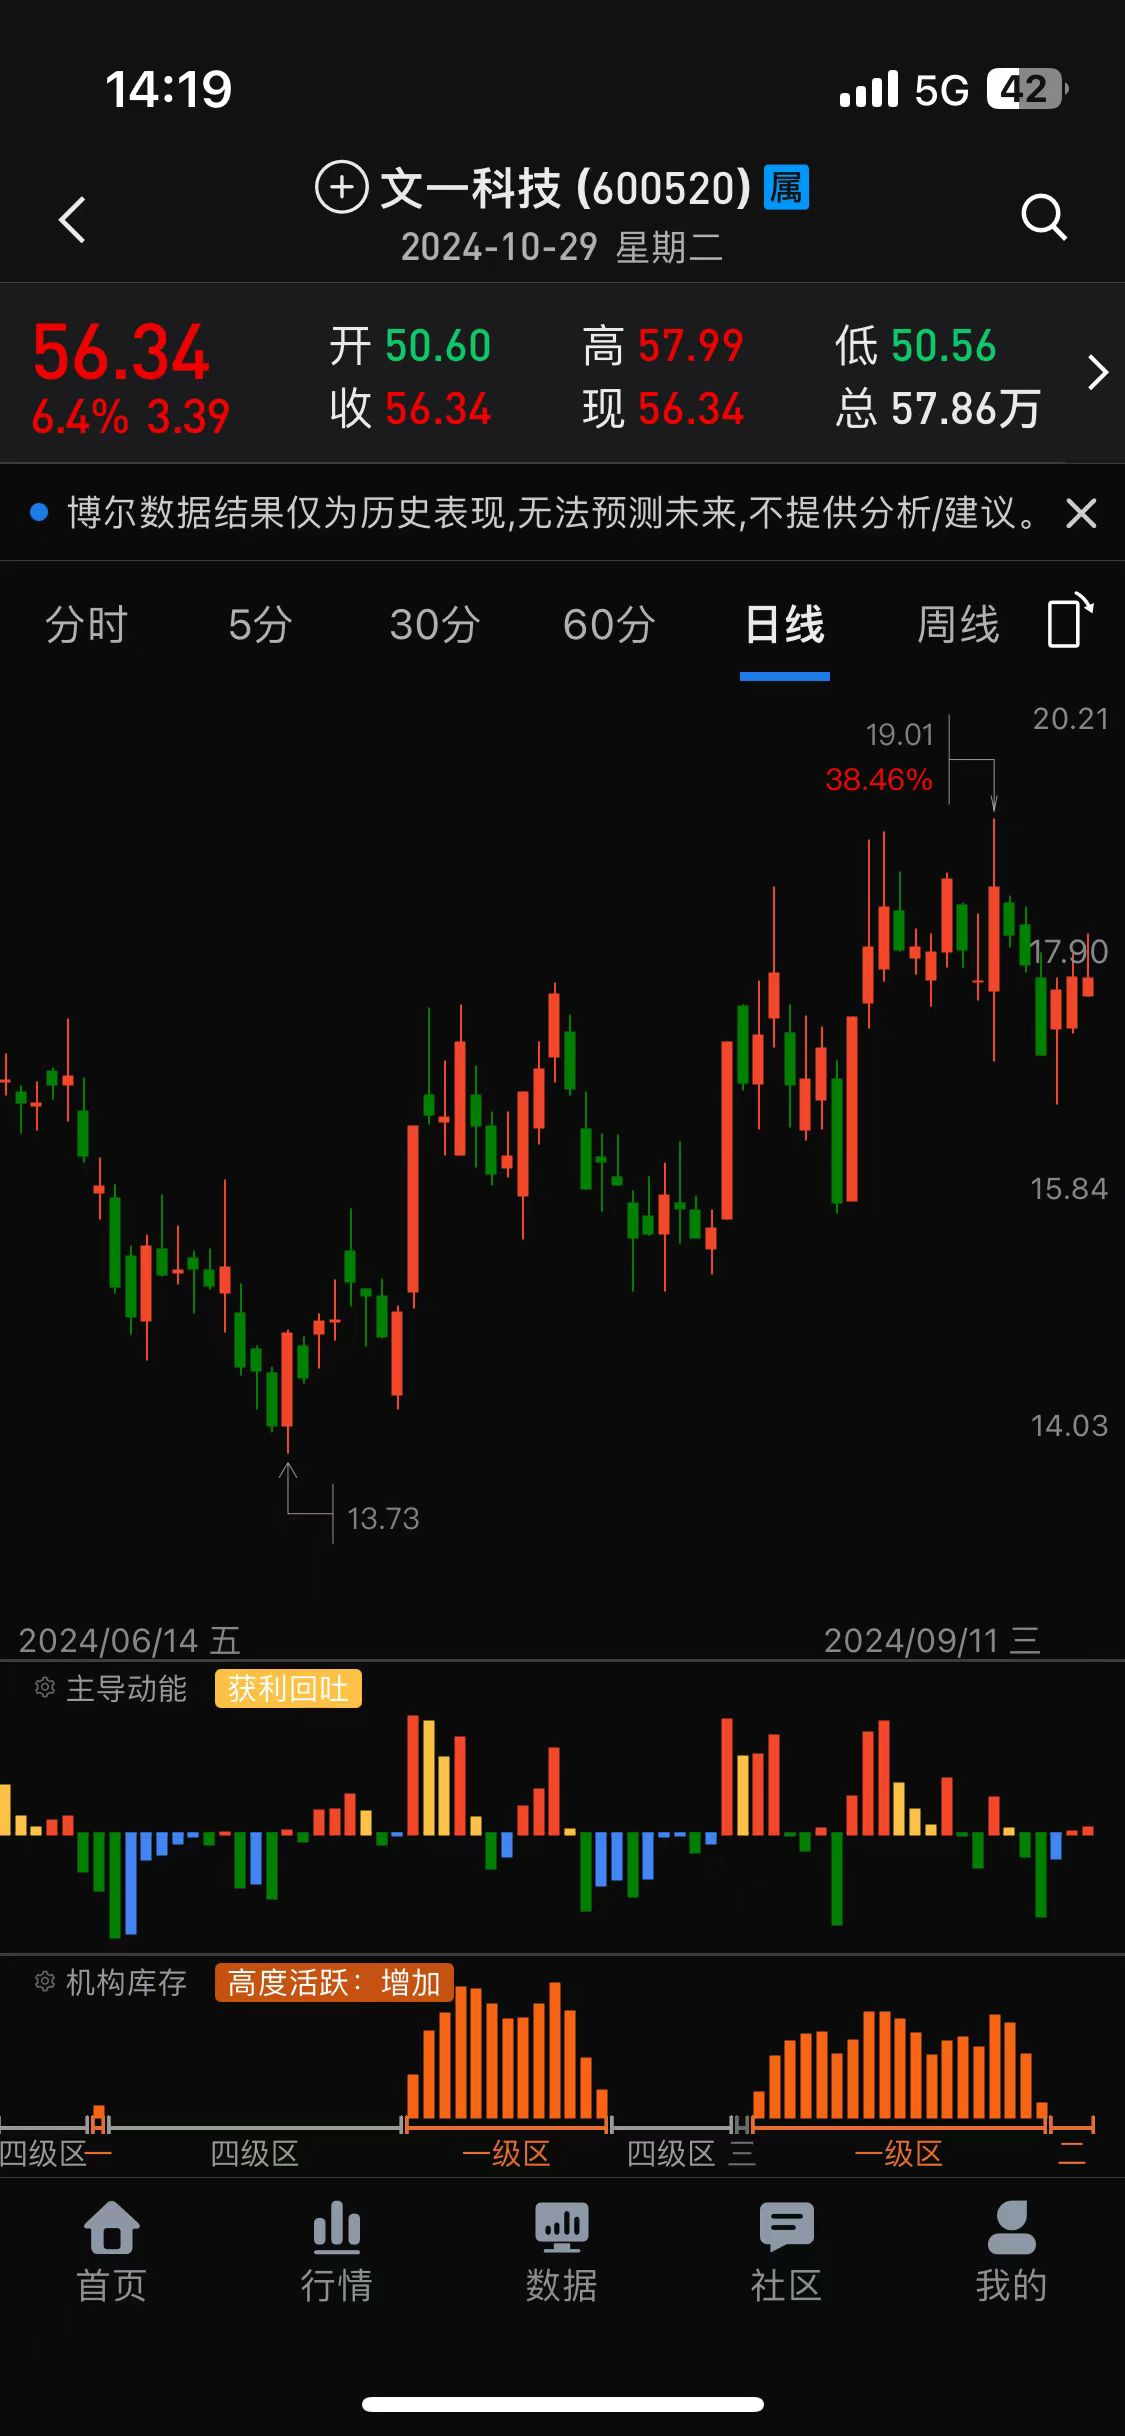 14:19 5G 42
文一科技 (600520) 属
2024-10-29 星期二
56.34 开 50.60 高 57.99 低 50.56
6.4% 3.39 收 56.34 现 56.34 总 57.86万
博尔数据结果仅为历史表现,无法预测未来,不提供分析/建议。
分时 5分 30分 60分 日线 周线
20.21
19.01
38.46%
17.90
15.84
14.03
13.73
2024/06/14 五 2024/09/11 三
主导动能 获利回吐
机构库存 高度活跃：增加
四级区 一 四级区 一级区 四级区 三 一级区 二
首页 行情 数据 社区 我的